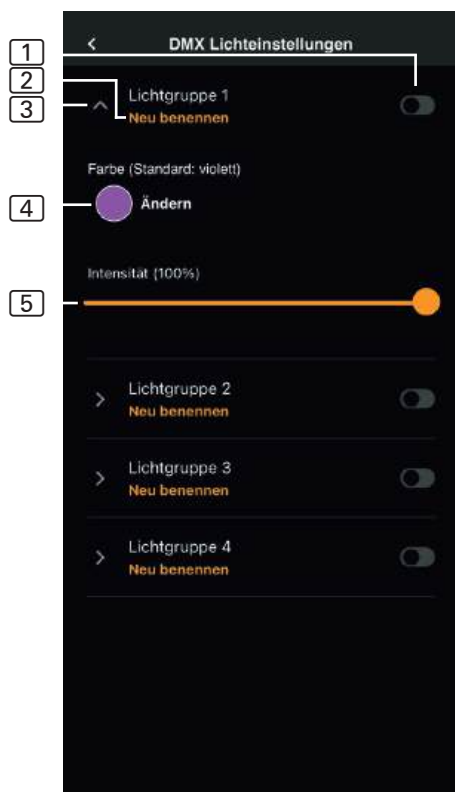 DMX Lichteinstellungen
1
2
3
Lichtgruppe 1
Neu benennen
Farbe (Standard: violett)
4
Ändern
Intensität (100%)
5
Lichtgruppe 2
Neu benennen
Lichtgruppe 3
Neu benennen
Lichtgruppe 4
Neu benennen